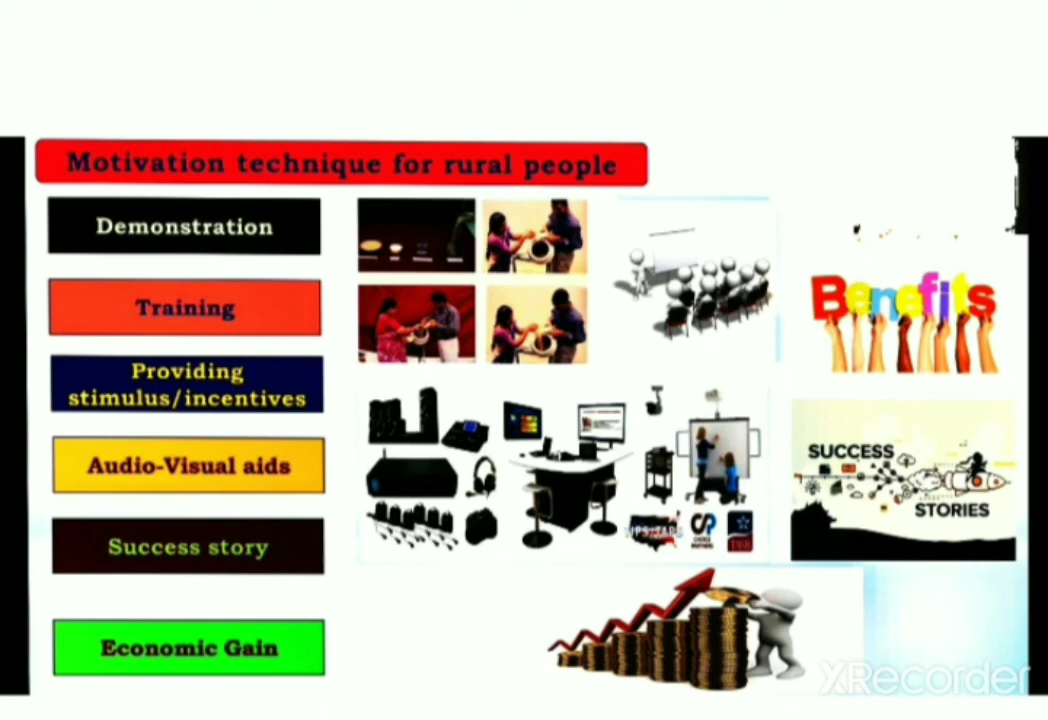 Motivation technique for rural people
Demonstration
Training
Providing
stimulus/incentives
Audio-Visual aids
Success story
Economic Gain
Benefits
SUCCESS
STORIES
XRecorder